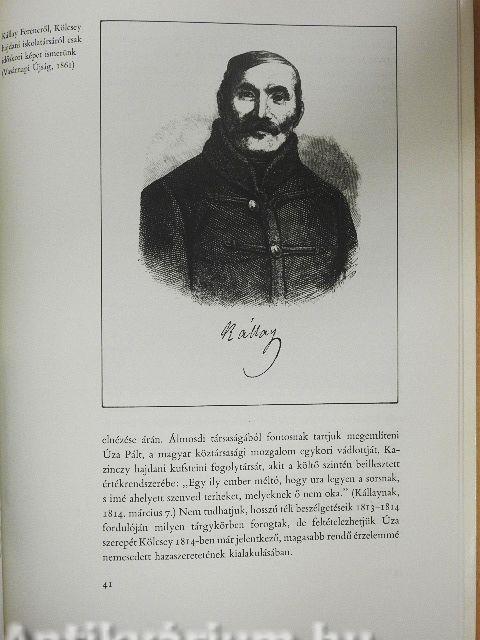 Kállay Ferencről, Kölcsey
hajdani iskolatársáról csak
időskori képet ismerünk
(Vasárnapi Újság, 1861)
Kállay
elnézése árán. Álmosdi társaságából fontosnak tartjuk megemlíteni
Úza Pált, a magyar köztársasági mozgalom egykori vádlottját, Ka-
zinczy hajdani kufsteini fogolytársát, akit a költő szintén beillesztett
értékrendszerébe: „Egy ily ember méltó, hogy ura legyen a sorsnak,
s imé ahelyett szenved terheket, melyeknek ő nem oka.” (Kállaynak,
1814. március 7.) Nem tudhatjuk, hosszú téli beszélgetéseik 1813–1814
fordulóján milyen tárgykörben forogtak, de feltételezhetjük Úza
szerepét Kölcsey 1814-ben már jelentkező, magasabb rendű érzelemmé
nemesedett hazaszeretetének kialakulásában.
41
Antikvárium.hu